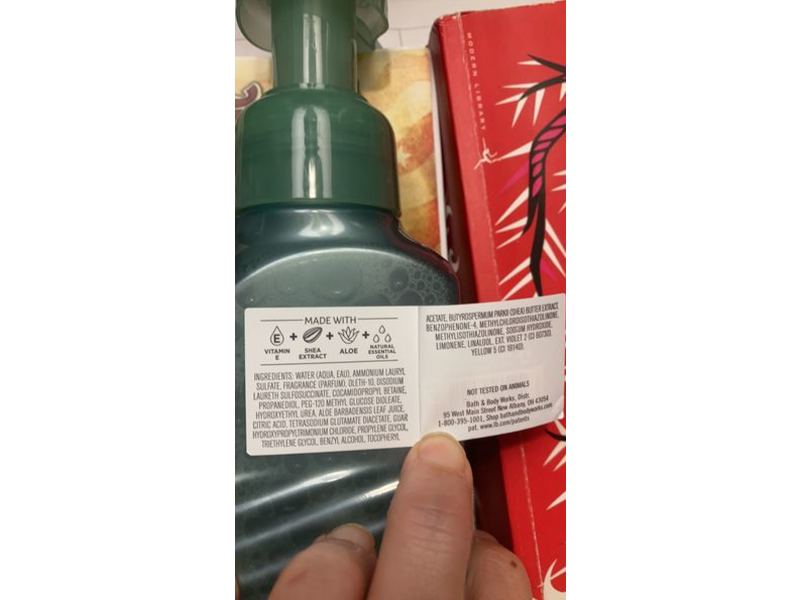 MODERN LIBRARY
MADE WITH
E
VITAMIN E + SHEA EXTRACT + ALOE + NATURAL ESSENTIAL OILS
INGREDIENTS: WATER (AQUA, EAU), AMMONIUM LAURYL
SULFATE, FRAGRANCE (PARFUM), OLETH-10, DISODIUM
LAURETH SULFOSUCCINATE, COCAMIDOPROPYL BETAINE,
PROPANEDIOL, PEG-120 METHYL GLUCOSE DIOLEATE,
HYDROXYETHYL UREA, ALOE BARBADENSIS LEAF JUICE,
CITRIC ACID, TETRASODIUM GLUTAMATE DIACETATE, GUAR
HYDROXYPROPYLTRIMONIUM CHLORIDE, PROPYLENE GLYCOL,
TRIETHYLENE GLYCOL, BENZYL ALCOHOL, TOCOPHERYL
ACETATE, BUTYROSPERMUM PARKII (SHEA) BUTTER EXTRACT,
BENZOPHENONE-4, METHYLCHLOROISOTHIAZOLINONE,
METHYLISOTHIAZOLINONE, SODIUM HYDROXIDE,
LIMONENE, LINALOOL, EXT. VIOLET 2 (CI 60730),
YELLOW 5 (CI 19140).
NOT TESTED ON ANIMALS
Bath & Body Works, Distr.
95 West Main Street New Albany, OH 43054
1-800-395-1001, Shop bathandbodyworks.com
pat. www.lb.com/patents